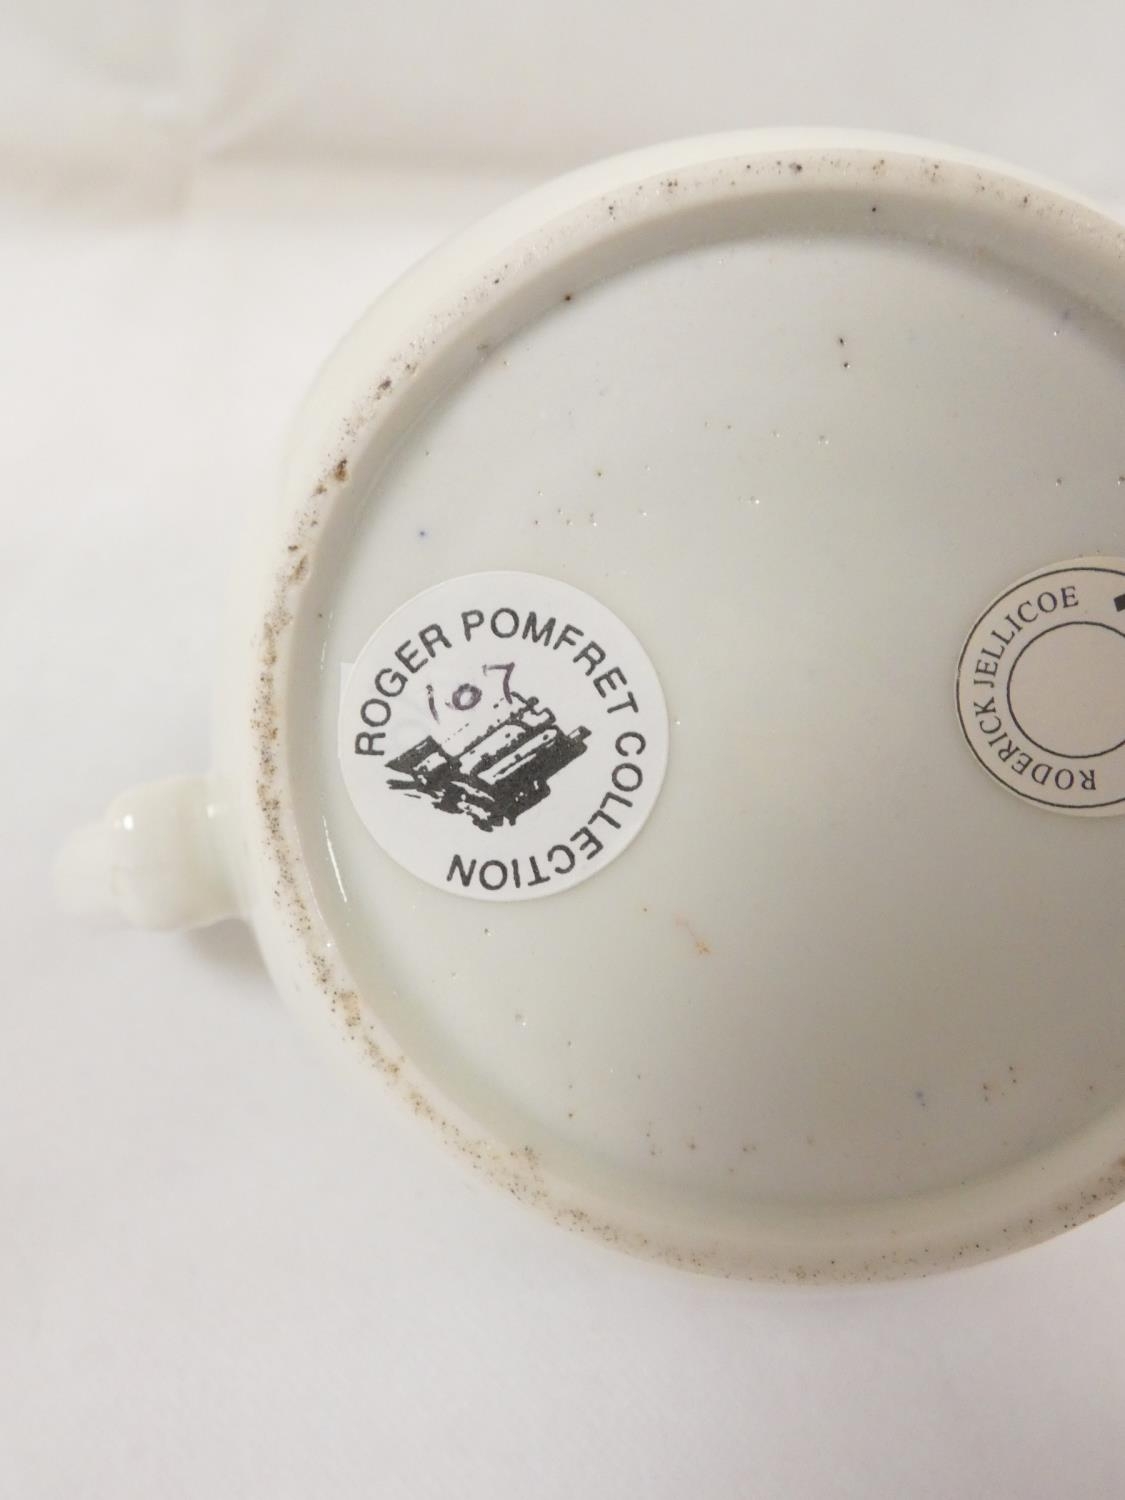 ROGER POMFRET COLLECTION
107
RODERICK JELLICOE